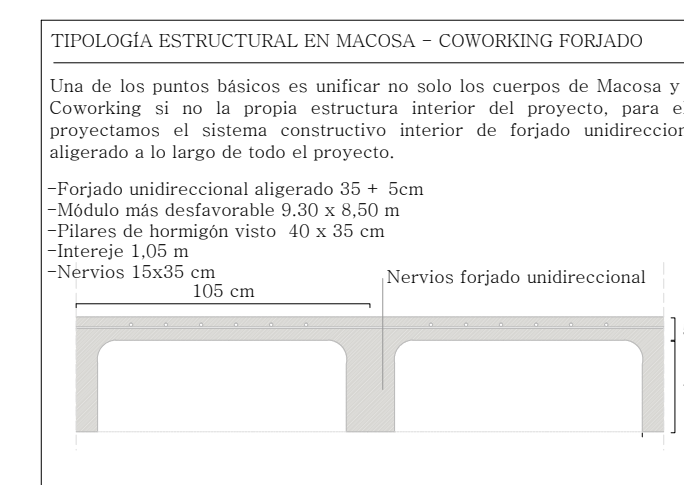 TIPOLOGÍA ESTRUCTURAL EN MACOSA - COWORKING FORJADO
Una de los puntos básicos es unificar no solo los cuerpos de Macosa y
Coworking si no la propia estructura interior del proyecto, para
proyectamos el sistema constructivo interior de forjado
aligerado a lo largo de todo el proyecto.
-Forjado unidireccional aligerado 35 + 5cm
-Módulo más desfavorable 9.30 x 8,50 m
-Pilares de hormigón visto 40 x 35 cm
-Intereje 1,05 m
-Nervios 15x35 cm
105 cm
Nervios forjado unidireccional